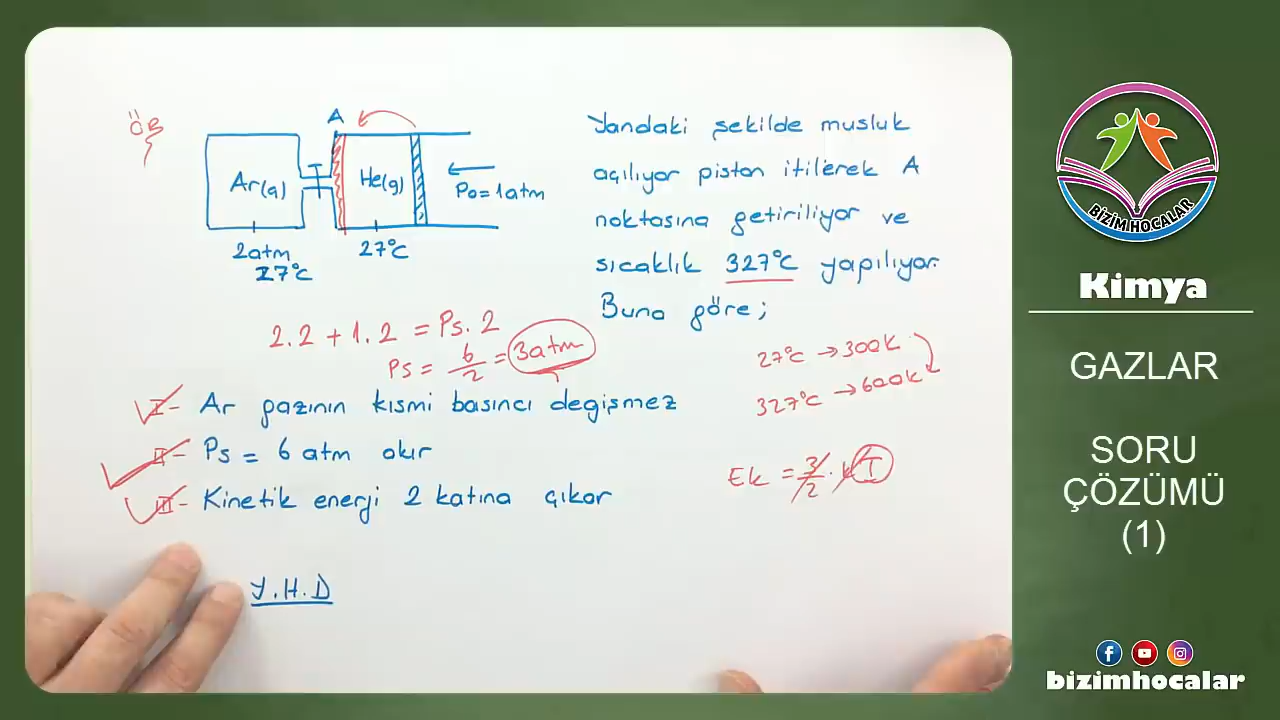 ÖR
A
Ar(g)
He(g)
P0 = 1atm
2atm
27°C
27°C
Yandaki şekilde musluk
açılıyor piston itilerek A
noktasına getiriliyor ve
sıcaklık 327°C yapılıyor.
Buna göre;
2.2 + 1.2 = Ps.2
Ps = 6/2 = 3atm
27°C → 300K
327°C → 600K
I- Ar gazının kısmi basıncı değişmez
II- Ps = 6 atm olur
III- Kinetik enerji 2 katına çıkar
Ek = 3/2 . k T
Y.H.D
BİZİM HOCALAR
Kimya
GAZLAR
SORU
ÇÖZÜMÜ
(1)
bizimhocalar